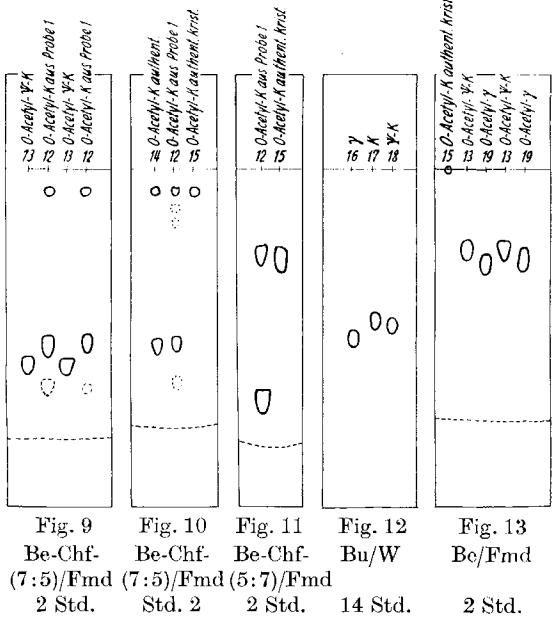 13 O-Acetyl-Ψ-K
12 O-Acetyl-K aus Probe 1
13 O-Acetyl-Ψ-K
12 O-Acetyl-K aus Probe 1
14 O-Acetyl-K authent.
12 O-Acetyl-K aus Probe 1
15 O-Acetyl-K authent. krist.
12 O-Acetyl-K aus Probe 1
15 O-Acetyl-K authent. krist.
16 γ
17 K
18 Ψ-K
15 O-Acetyl-K authent. krist
13 O-Acetyl-Ψ-K
19 O-Acetyl-γ
13 O-Acetyl-Ψ-K
19 O-Acetyl-γ
Fig. 9 Fig. 10 Fig. 11 Fig. 12 Fig. 13
Be-Chf- Be-Chf- Be-Chf- Bu/W Be/Fmd
(7:5)/Fmd (7:5)/Fmd (5:7)/Fmd
2 Std. Std. 2 2 Std. 14 Std. 2 Std.